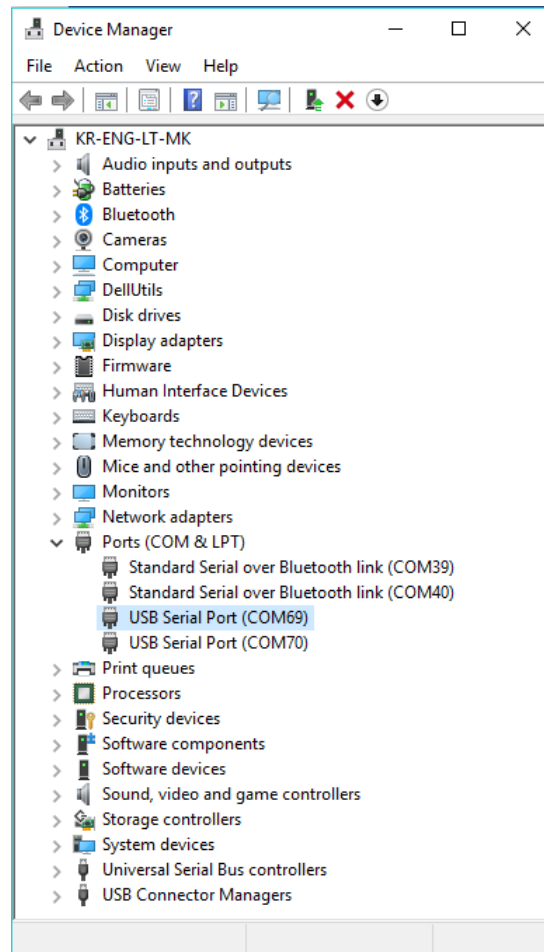 Device Manager
File Action View Help
KR-ENG-LT-MK
Audio inputs and outputs
Batteries
Bluetooth
Cameras
Computer
DellUtils
Disk drives
Display adapters
Firmware
Human Interface Devices
Keyboards
Memory technology devices
Mice and other pointing devices
Monitors
Network adapters
Ports (COM & LPT)
Standard Serial over Bluetooth link (COM39)
Standard Serial over Bluetooth link (COM40)
USB Serial Port (COM69)
USB Serial Port (COM70)
Print queues
Processors
Security devices
Software components
Software devices
Sound, video and game controllers
Storage controllers
System devices
Universal Serial Bus controllers
USB Connector Managers